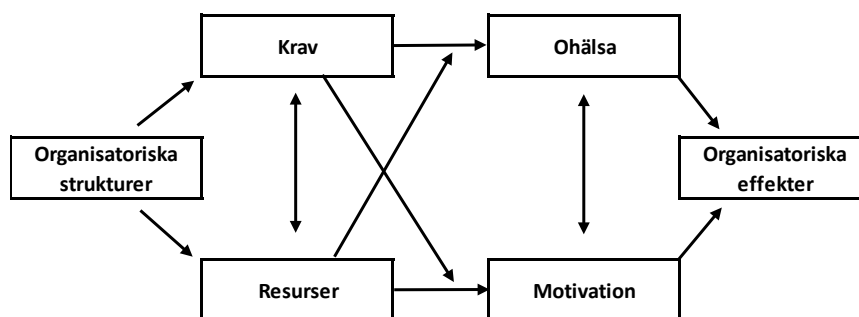 Krav
Ohälsa
Organisatoriska
strukturer
Organisatoriska
effekter
Resurser
Motivation